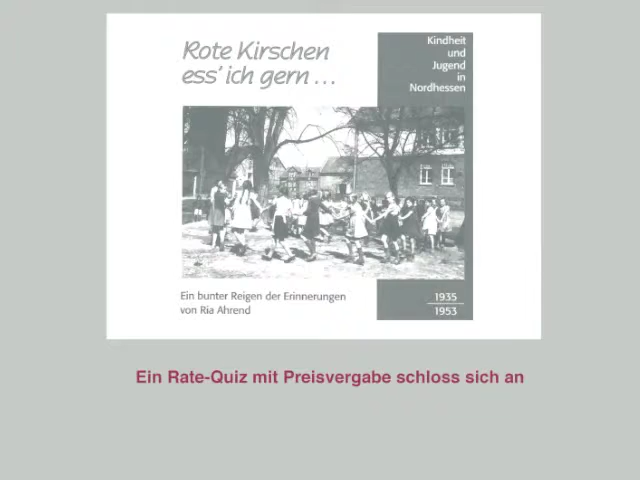 Rote Kirschen
ess' ich gern ...
Kindheit
und
Jugend
in
Nordhessen
Ein bunter Reigen der Erinnerungen
von Ria Ahrend
1935
1953
Ein Rate-Quiz mit Preisvergabe schloss sich an